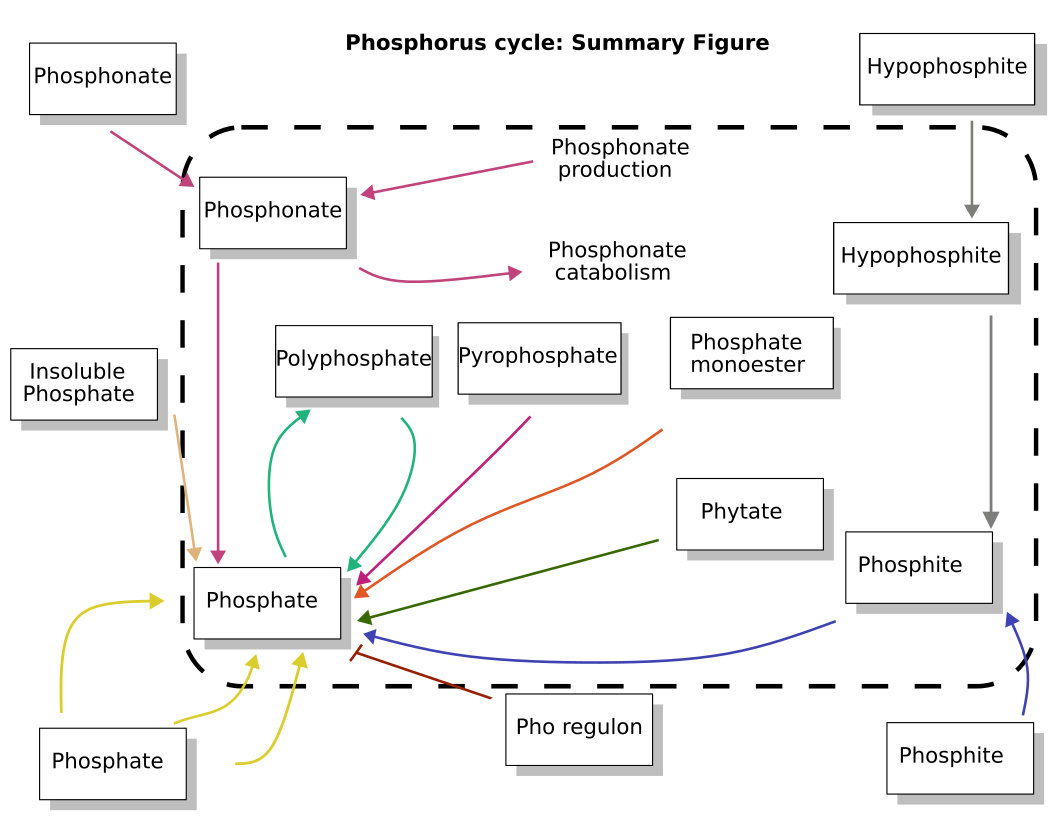 Phosphorus cycle: Summary Figure
Phosphonate
Hypophosphite
Phosphonate
production
Phosphonate
Phosphonate
catabolism
Hypophosphite
Insoluble
Phosphate
Polyphosphate
Pyrophosphate
Phosphate
monoester
Phytate
Phosphite
Phosphate
Pho regulon
Phosphate
Phosphite